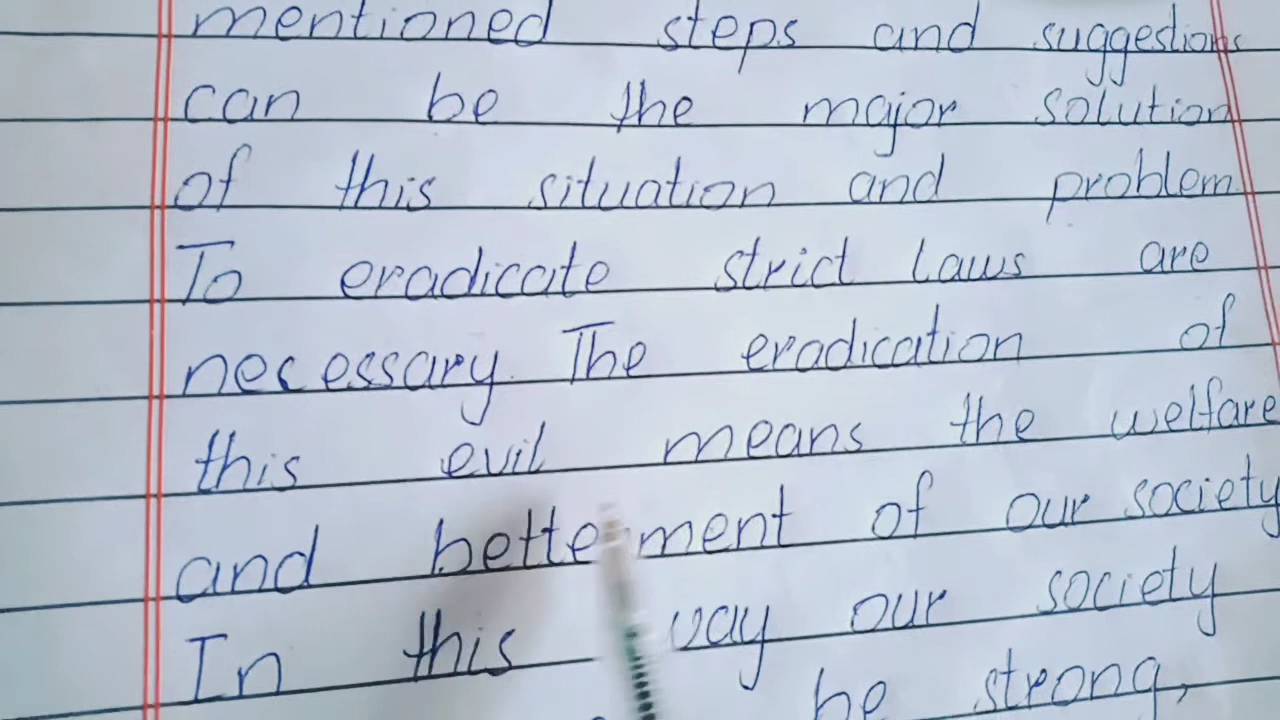 mentioned steps and suggestions
can be the major solution
of this situation and problem
To eradicate strict laws are
necessary. The eradication of
this evil means the welfare
and betterment of our society
In this way our society
be strong,